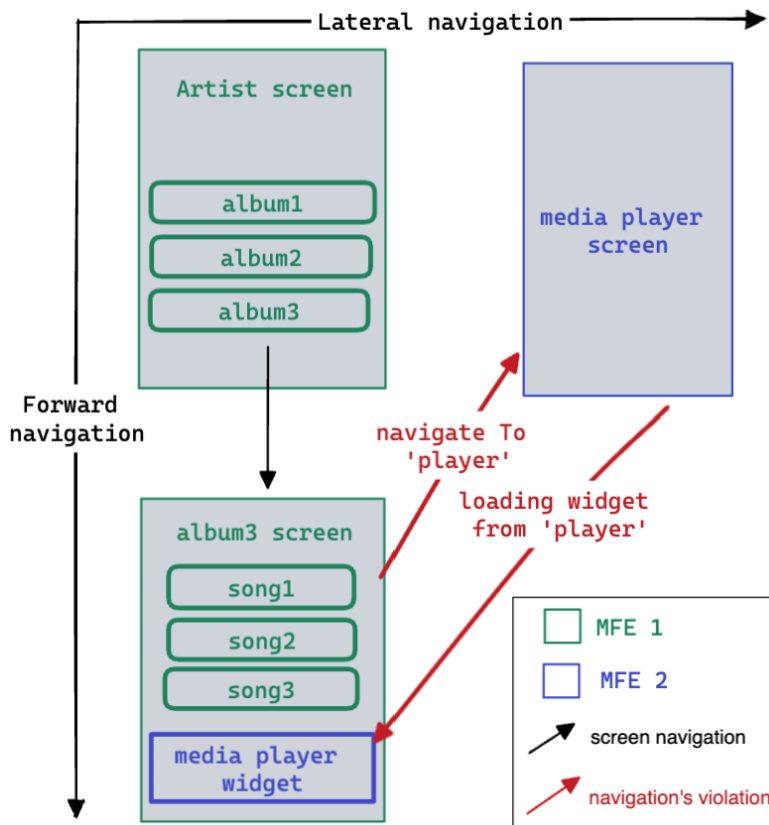 Lateral navigation
Artist screen
album1
album2
album3
media player
screen
Forward
navigation
navigate To
'player'
loading widget
from 'player'
album3 screen
song1
song2
song3
media player
widget
MFE 1
MFE 2
screen navigation
navigation's violation